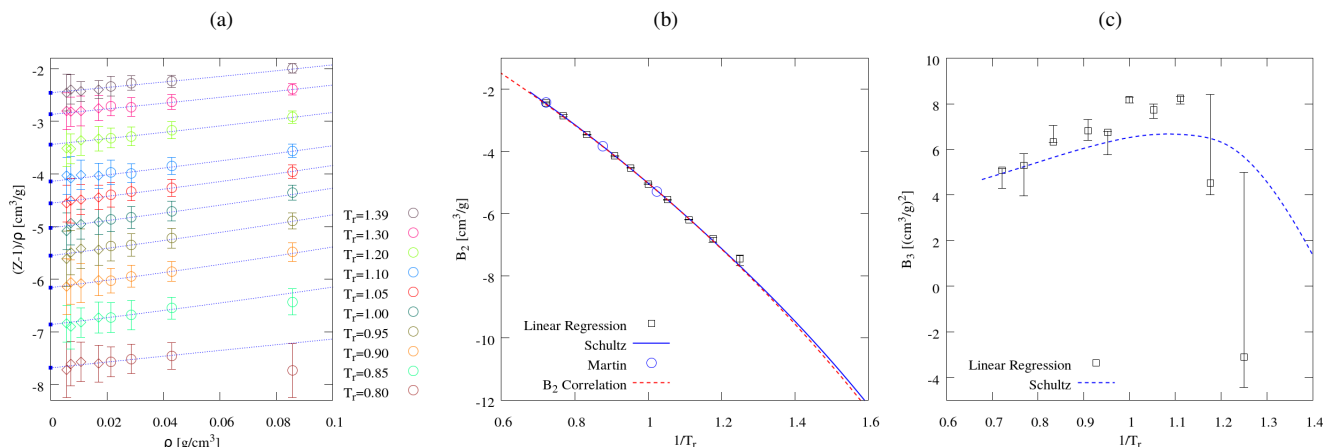 (a)
(Z-1)/ρ [cm³/g]
-2
-3
-4
-5
-6
-7
-8
0
0.02
0.04
0.06
0.08
0.1
ρ [g/cm³]
T_r=1.39
T_r=1.30
T_r=1.20
T_r=1.10
T_r=1.05
T_r=1.00
T_r=0.95
T_r=0.90
T_r=0.85
T_r=0.80
(b)
B₂ [cm³/g]
-2
-4
-6
-8
-10
-12
0.6
0.8
1
1.2
1.4
1.6
1/T_r
Linear Regression
Schultz
Martin
B₂ Correlation
(c)
B₃ [(cm³/g)²]
10
8
6
4
2
0
-2
-4
0.6
0.7
0.8
0.9
1
1.1
1.2
1.3
1.4
1/T_r
Linear Regression
Schultz